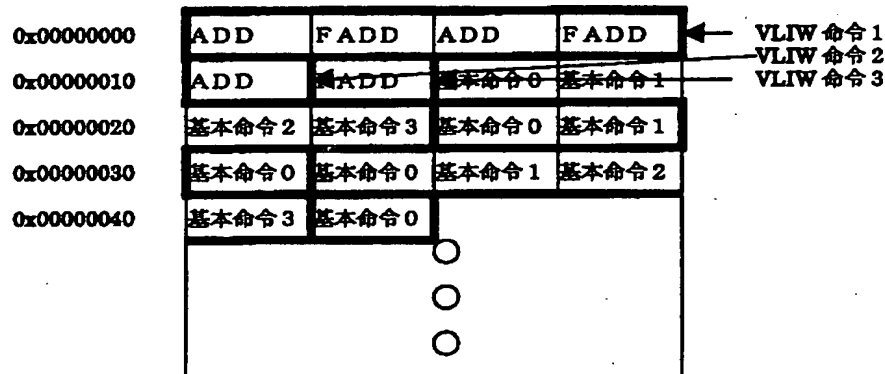 0x00000000 ADD FADD ADD FADD VLIW 命令1
VLIW 命令2
0x00000010 ADD FADD 基本命令0 基本命令1 VLIW 命令3
0x00000020 基本命令2 基本命令3 基本命令0 基本命令1
0x00000030 基本命令0 基本命令0 基本命令1 基本命令2
0x00000040 基本命令3 基本命令0